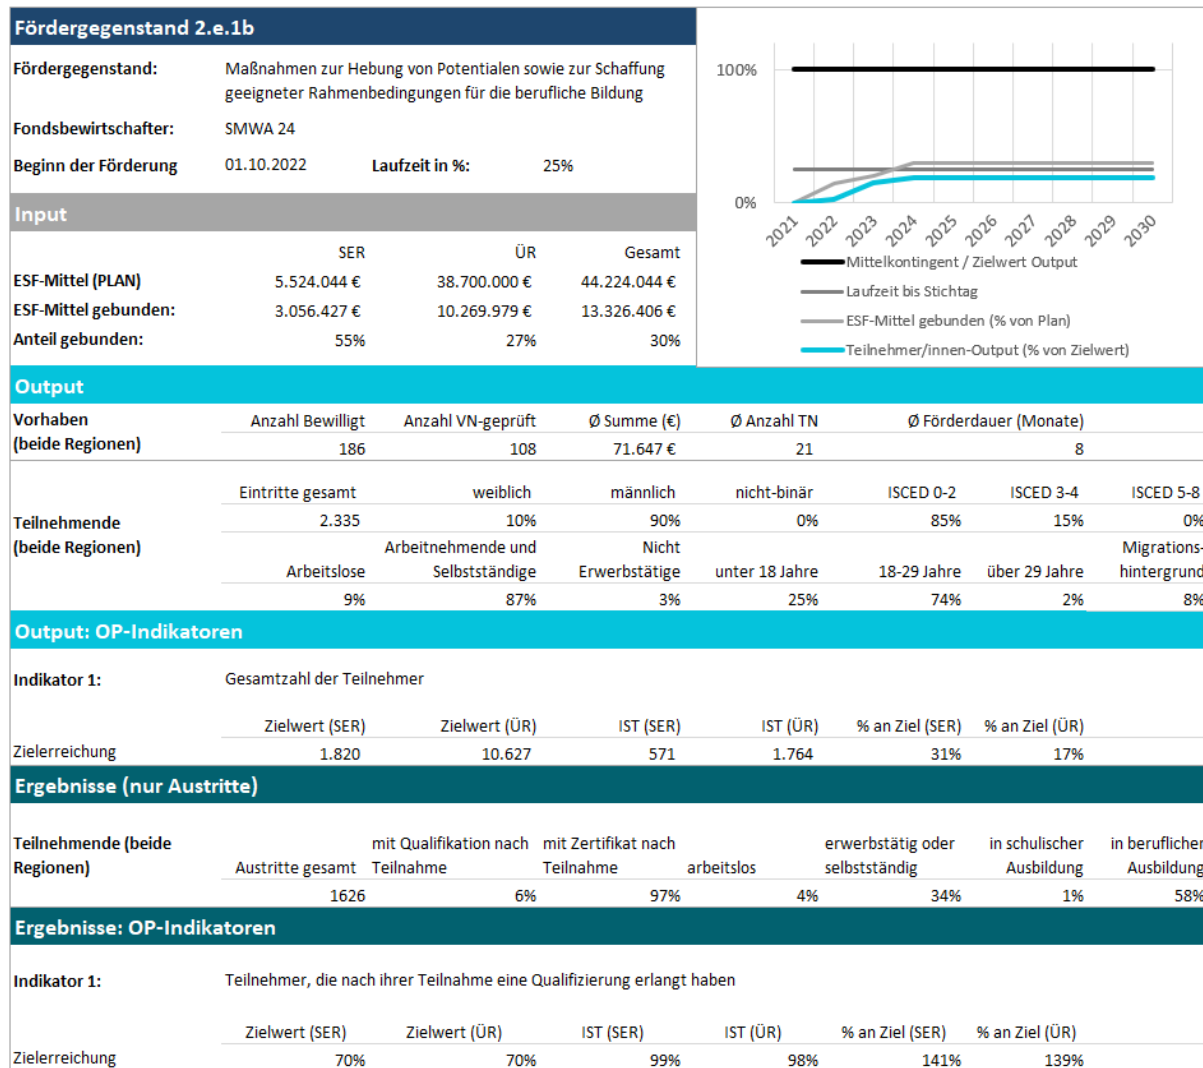 Fördergegenstand 2.e.1b
Fördergegenstand: Maßnahmen zur Hebung von Potentialen sowie zur Schaffung
geeigneter Rahmenbedingungen für die berufliche Bildung
Fondsbewirtschafter: SMWA 24
Beginn der Förderung 01.10.2022 Laufzeit in %: 25%
100%
0%
2021 2022 2023 2024 2025 2026 2027 2028 2029 2030
Mittelkontingent / Zielwert Output
Laufzeit bis Stichtag
ESF-Mittel gebunden (% von Plan)
Teilnehmer/innen-Output (% von Zielwert)
Input
SER ÜR Gesamt
ESF-Mittel (PLAN) 5.524.044 € 38.700.000 € 44.224.044 €
ESF-Mittel gebunden: 3.056.427 € 10.269.979 € 13.326.406 €
Anteil gebunden: 55% 27% 30%
Output
Vorhaben Anzahl Bewilligt Anzahl VN-geprüft Ø Summe (€) Ø Anzahl TN Ø Förderdauer (Monate)
(beide Regionen) 186 108 71.647 € 21 8
Eintritte gesamt weiblich männlich nicht-binär ISCED 0-2 ISCED 3-4 ISCED 5-8
Teilnehmende 2.335 10% 90% 0% 85% 15% 0%
(beide Regionen) Arbeitnehmende und Nicht Migrations-
Arbeitslose Selbstständige Erwerbstätige unter 18 Jahre 18-29 Jahre über 29 Jahre hintergrund
9% 87% 3% 25% 74% 2% 8%
Output: OP-Indikatoren
Indikator 1: Gesamtzahl der Teilnehmer
Zielwert (SER) Zielwert (ÜR) IST (SER) IST (ÜR) % an Ziel (SER) % an Ziel (ÜR)
Zielerreichung 1.820 10.627 571 1.764 31% 17%
Ergebnisse (nur Austritte)
Teilnehmende (beide mit Qualifikation nach mit Zertifikat nach erwerbstätig oder in schulischer in beruflicher
Regionen) Austritte gesamt Teilnahme Teilnahme arbeitslos selbstständig Ausbildung Ausbildung
1626 6% 97% 4% 34% 1% 58%
Ergebnisse: OP-Indikatoren
Indikator 1: Teilnehmer, die nach ihrer Teilnahme eine Qualifizierung erlangt haben
Zielwert (SER) Zielwert (ÜR) IST (SER) IST (ÜR) % an Ziel (SER) % an Ziel (ÜR)
Zielerreichung 70% 70% 99% 98% 141% 139%